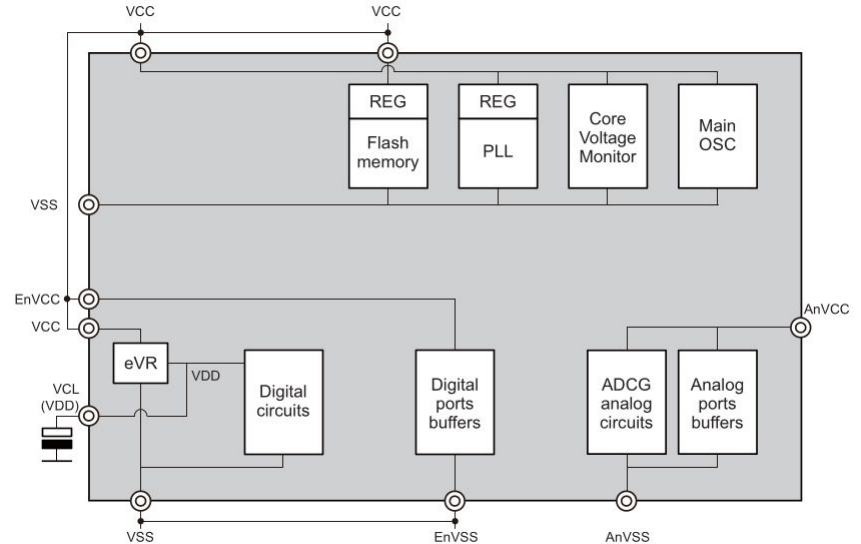 VCC
VCC
REG
Flash
memory
REG
PLL
Core
Voltage
Monitor
Main
OSC
VSS
EnVCC
VCC
AnVCC
eVR
VDD
VCL
(VDD)
Digital
circuits
Digital
ports
buffers
ADCG
analog
circuits
Analog
ports
buffers
VSS
EnVSS
AnVSS